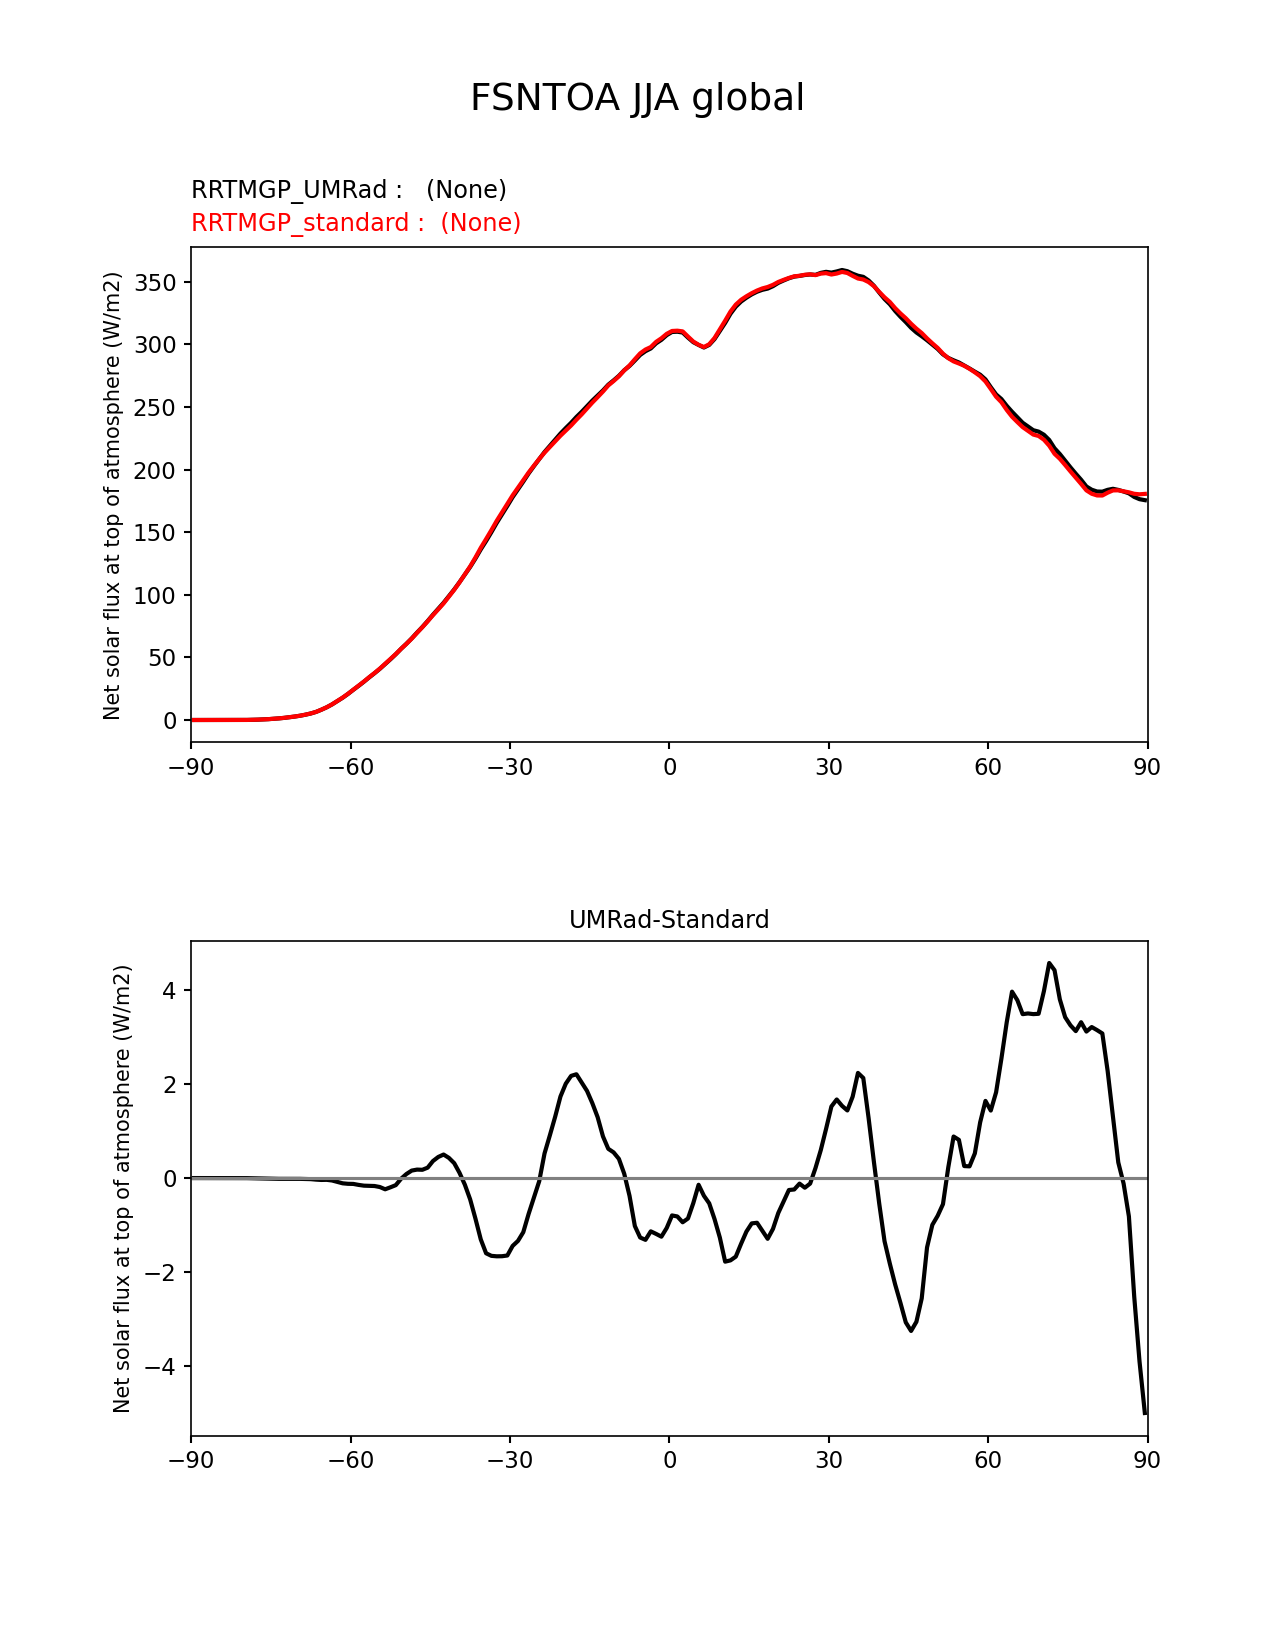 FSNTOA JJA global
RRTMGP_UMRad :   (None)
RRTMGP_standard :  (None)
Net solar flux at top of atmosphere (W/m2)
350
300
250
200
150
100
50
0
−90 −60 −30 0 30 60 90
UMRad-Standard
Net solar flux at top of atmosphere (W/m2)
4
2
0
−2
−4
−90 −60 −30 0 30 60 90